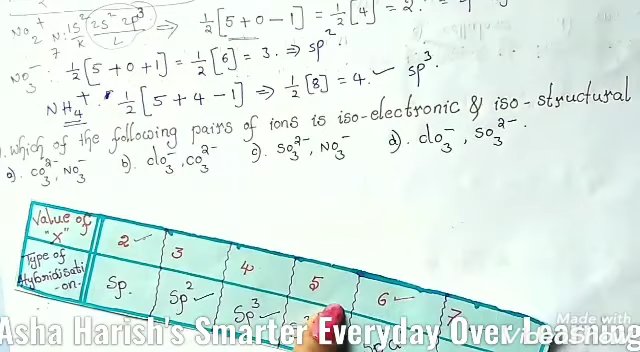 NO₂⁺ N: 1s² 2s² 2p³ ⇒ ½[5+0−1] = ½[4] = 2.
7 K L
NO₃⁻ ½[5+0+1] = ½[6] = 3. ⇒ sp²
NH₄⁺ ½[5+4−1] ⇒ ½[8] = 4. sp³.
which of the following pairs of ions is iso-electronic & iso-structural
a). CO₃²⁻, NO₃⁻ b). clO₃⁻, CO₃²⁻ c). SO₃²⁻, NO₃⁻ d). clO₃⁻, SO₃²⁻.
Value of "X" 2 3 4 5 6 7
Type of Hybridisati-on. Sp. Sp² Sp³
Made with
Asha Harish's Smarter Everyday Over Learning